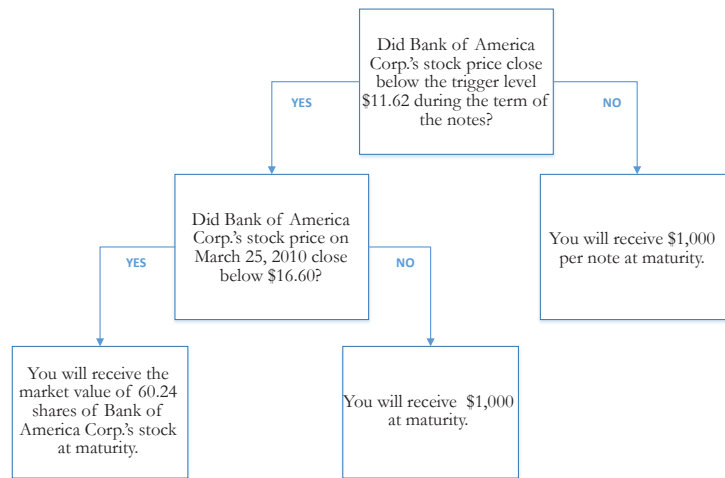 Did Bank of America
Corp.'s stock price close
below the trigger level
$11.62 during the term of
the notes?
YES
NO
Did Bank of America
Corp.'s stock price on
March 25, 2010 close
below $16.60?
You will receive $1,000
per note at maturity.
YES
NO
You will receive the
market value of 60.24
shares of Bank of
America Corp.'s stock
at maturity.
You will receive $1,000
at maturity.